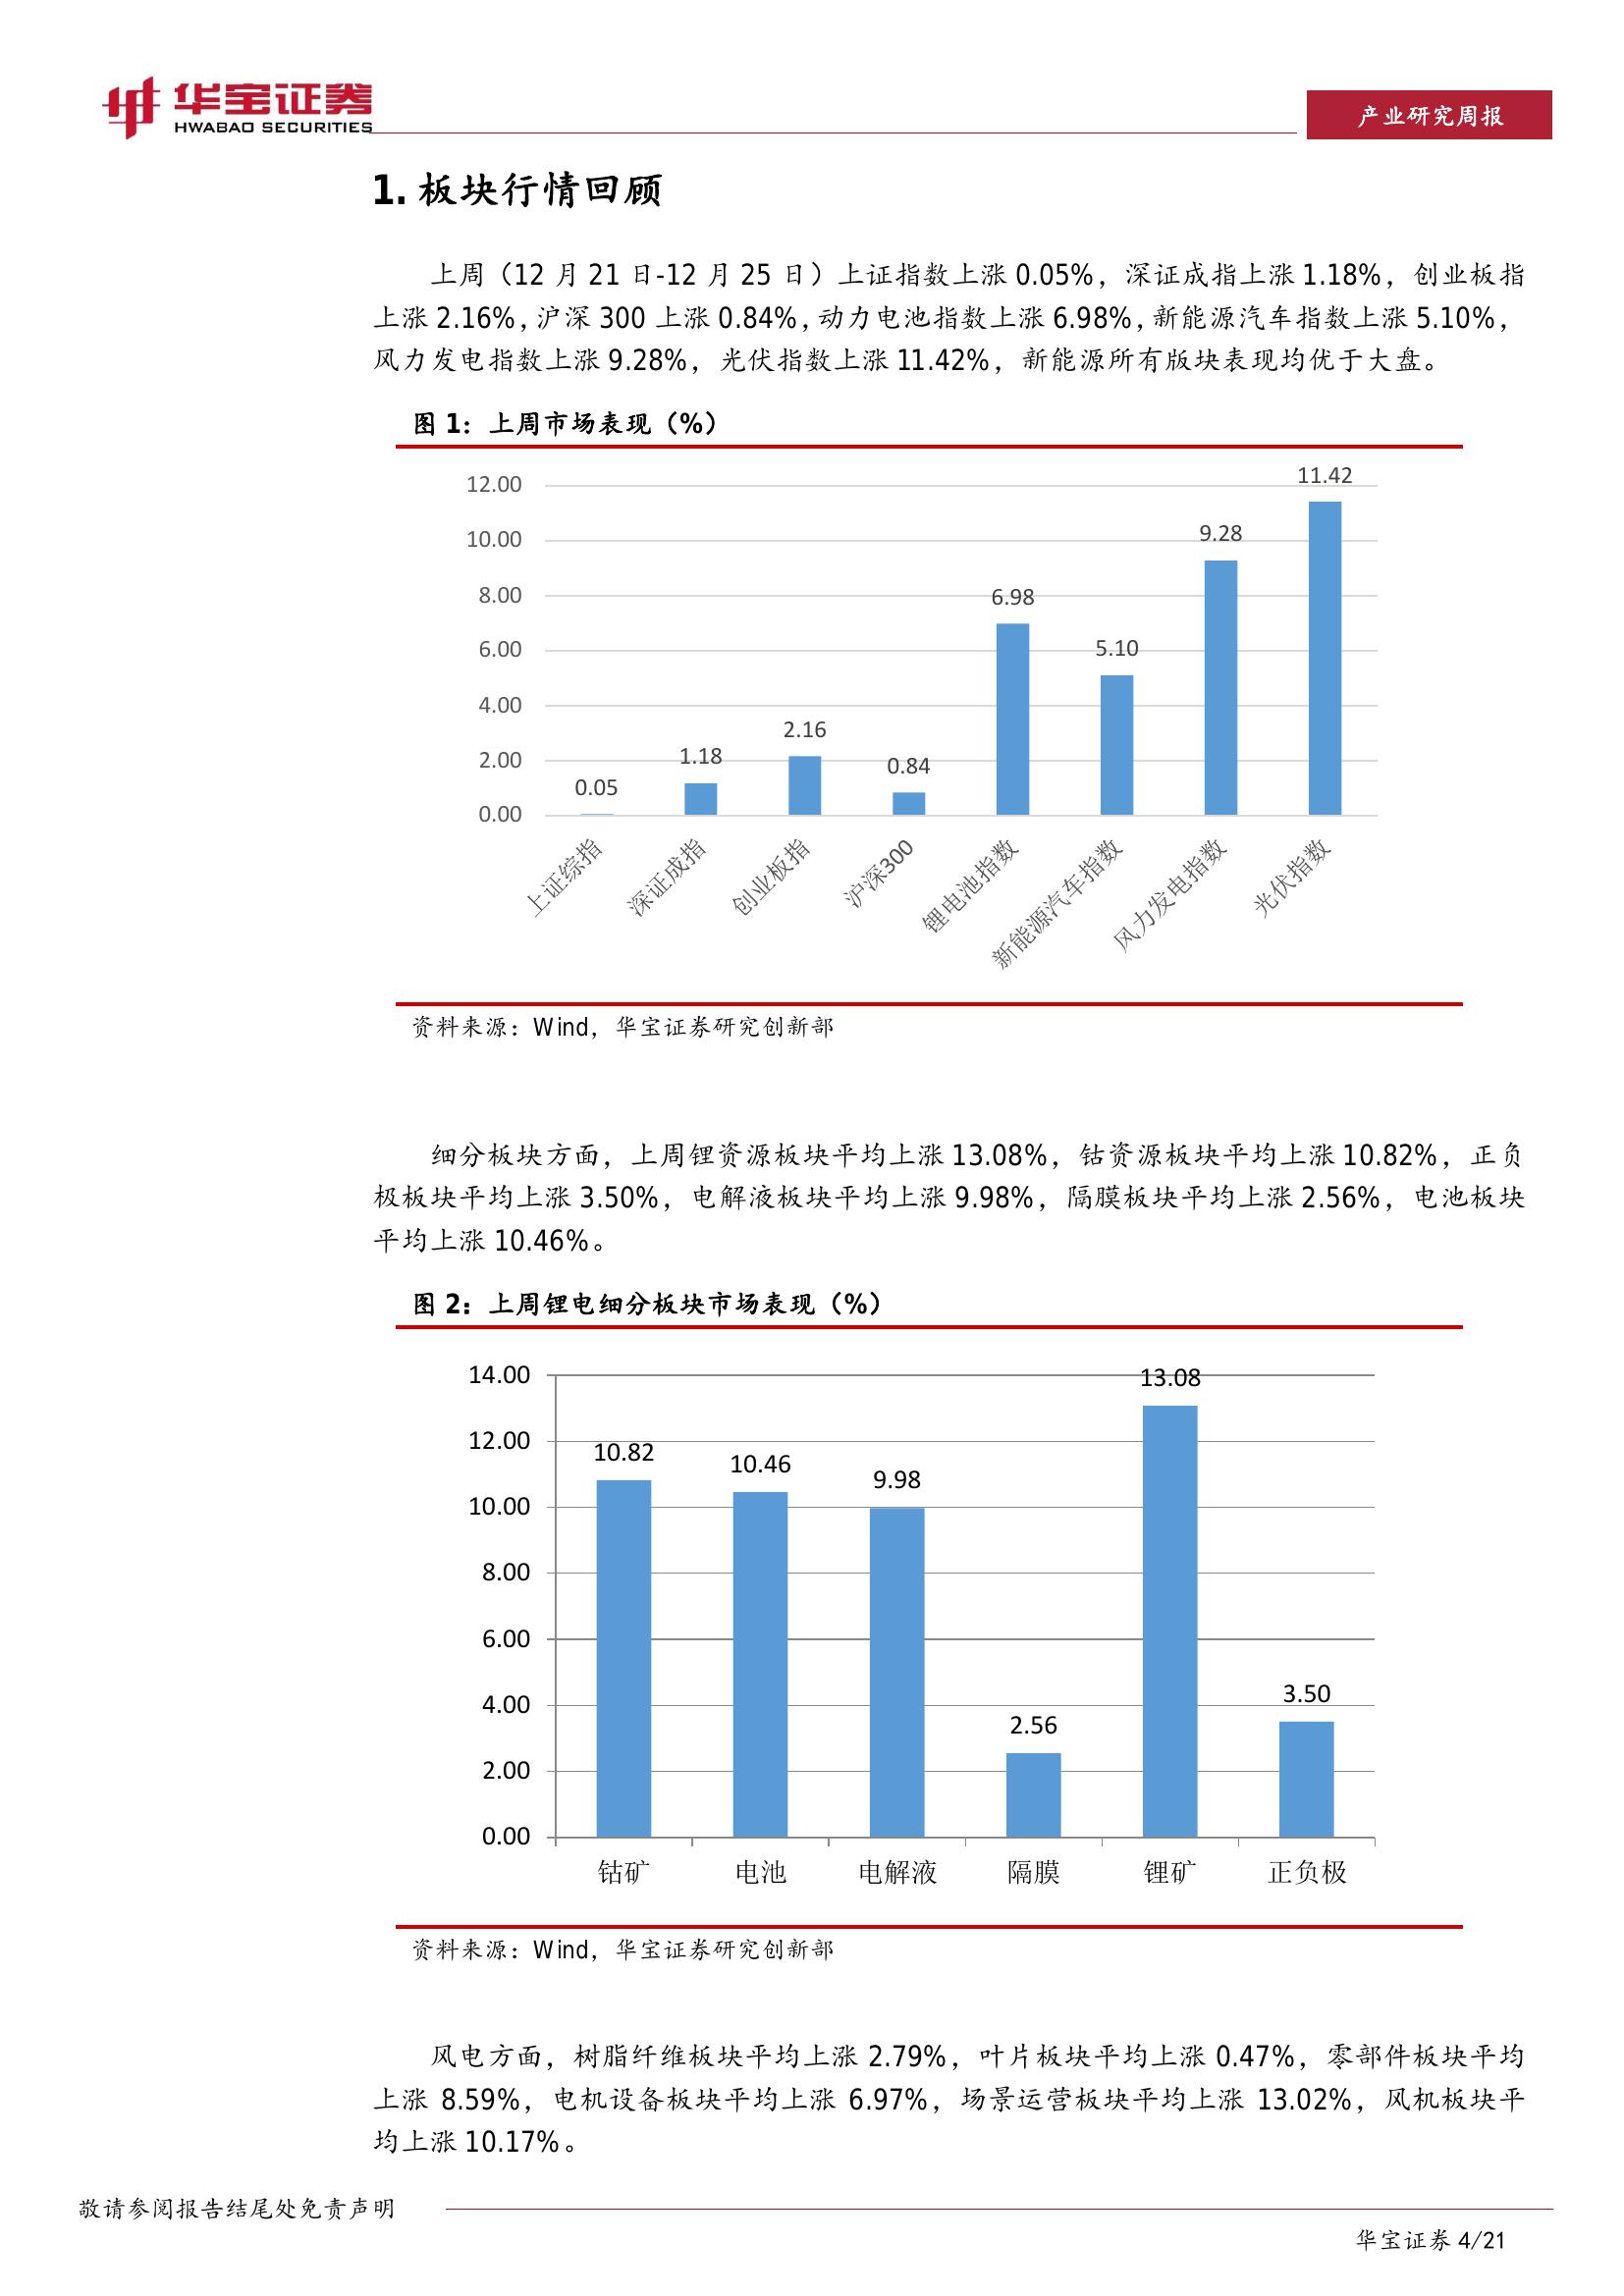 华宝证券
HWABAO SECURITIES
产业研究周报
1. 板块行情回顾
上周（12 月 21 日-12 月 25 日）上证指数上涨 0.05%，深证成指上涨 1.18%，创业板指
上涨 2.16%，沪深 300 上涨 0.84%，动力电池指数上涨 6.98%，新能源汽车指数上涨 5.10%，
风力发电指数上涨 9.28%，光伏指数上涨 11.42%，新能源所有版块表现均优于大盘。
图 1：上周市场表现（%）
12.00
10.00
8.00
6.00
4.00
2.00
0.00
0.05
1.18
2.16
0.84
6.98
5.10
9.28
11.42
上证综指
深证成指
创业板指
沪深300
锂电池指数
新能源汽车指数
风力发电指数
光伏指数
资料来源：Wind，华宝证券研究创新部
细分板块方面，上周锂资源板块平均上涨 13.08%，钴资源板块平均上涨 10.82%，正负
极板块平均上涨 3.50%，电解液板块平均上涨 9.98%，隔膜板块平均上涨 2.56%，电池板块
平均上涨 10.46%。
图 2：上周锂电细分板块市场表现（%）
14.00
12.00
10.00
8.00
6.00
4.00
2.00
0.00
10.82
10.46
9.98
2.56
13.08
3.50
钴矿
电池
电解液
隔膜
锂矿
正负极
资料来源：Wind，华宝证券研究创新部
风电方面，树脂纤维板块平均上涨 2.79%，叶片板块平均上涨 0.47%，零部件板块平均
上涨 8.59%，电机设备板块平均上涨 6.97%，场景运营板块平均上涨 13.02%，风机板块平
均上涨 10.17%。
敬请参阅报告结尾处免责声明
华宝证券 4/21